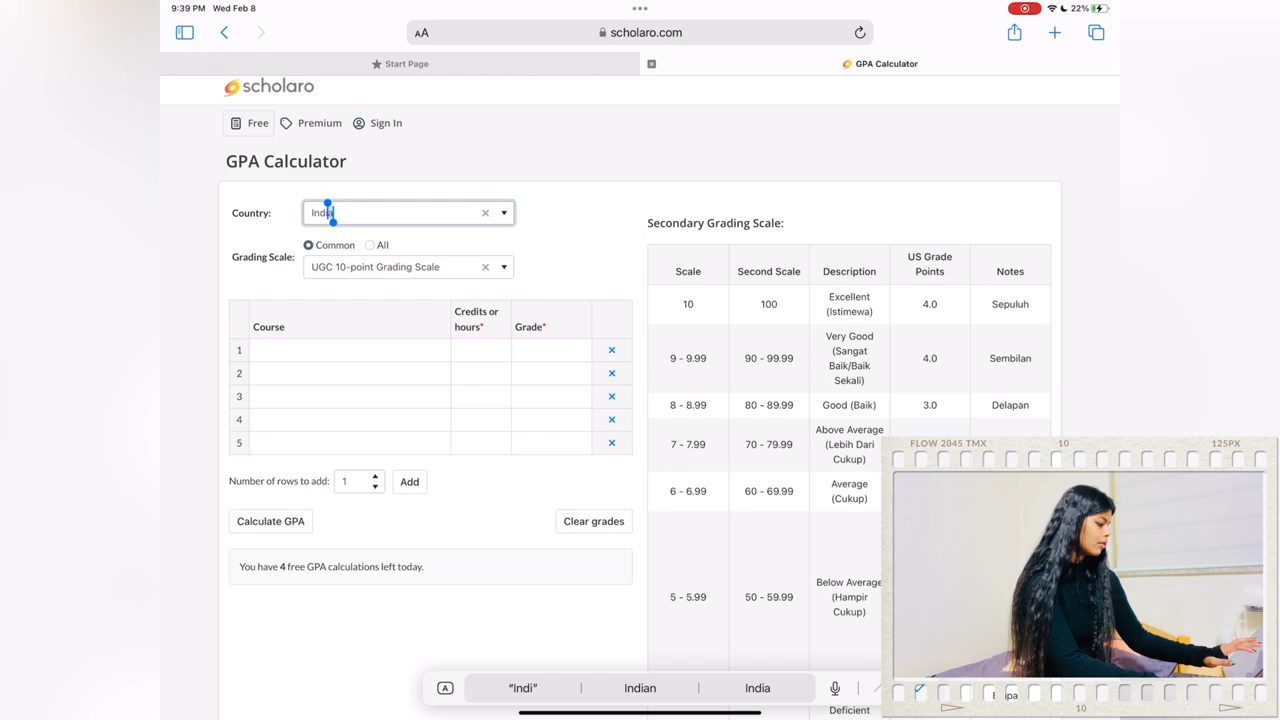 9:39 PM Wed Feb 8
22%
AA
scholaro.com
Start Page
GPA Calculator
scholaro
Free
Premium
Sign In
GPA Calculator
Country:
India
Grading Scale:
Common
All
UGC 10-point Grading Scale
Course
Credits or
hours*
Grade*
1
2
3
4
5
Number of rows to add:
1
Add
Calculate GPA
Clear grades
You have 4 free GPA calculations left today.
Secondary Grading Scale:
Scale
Second Scale
Description
US Grade
Points
Notes
10
100
Excellent
(Istimewa)
4.0
Sepuluh
9 - 9.99
90 - 99.99
Very Good
(Sangat
Baik/Baik
Sekali)
4.0
Sembilan
8 - 8.99
80 - 89.99
Good (Baik)
3.0
Delapan
7 - 7.99
70 - 79.99
Above Average
(Lebih Dari
Cukup)
6 - 6.99
60 - 69.99
Average
(Cukup)
5 - 5.99
50 - 59.99
Below Average
(Hampir
Cukup)
Deficient
A
“Indi”
Indian
India
FLOW 2045 TMX
10
125PX
10